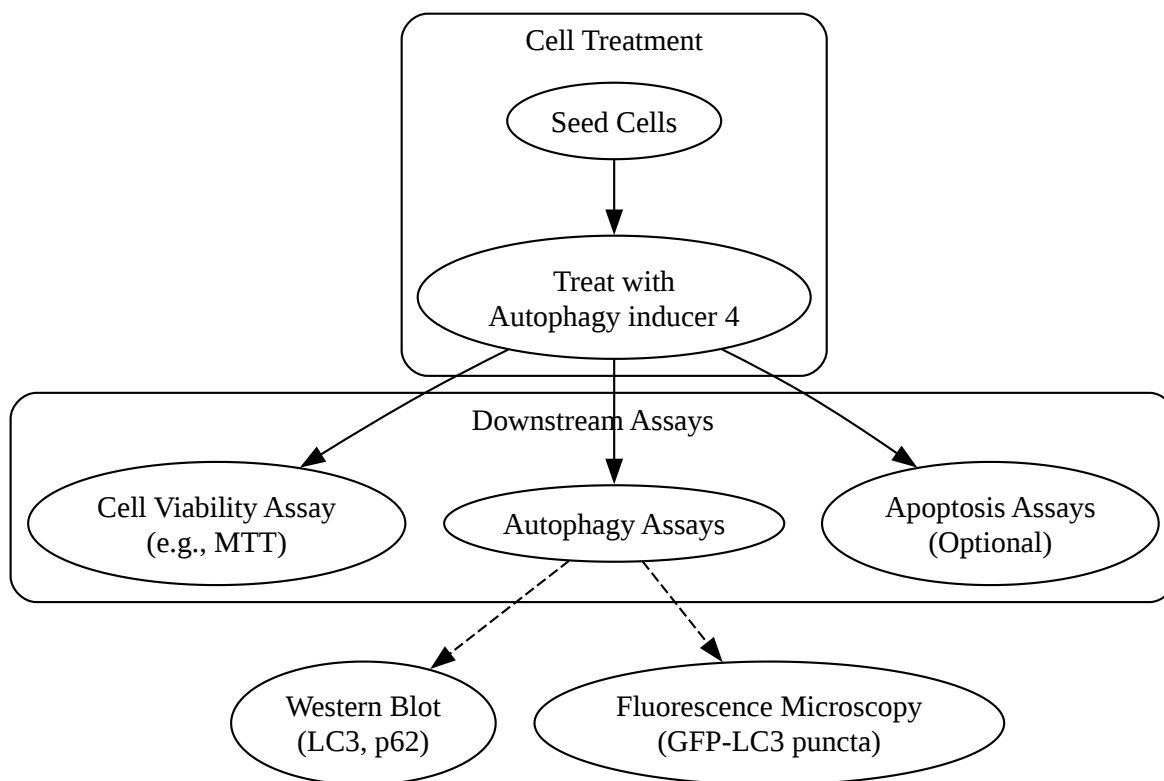 Cell Treatment
Seed Cells
Treat with
Autophagy inducer 4
Downstream Assays
Cell Viability Assay
(e.g., MTT)
Autophagy Assays
Apoptosis Assays
(Optional)
Western Blot
(LC3, p62)
Fluorescence Microscopy
(GFP-LC3 puncta)